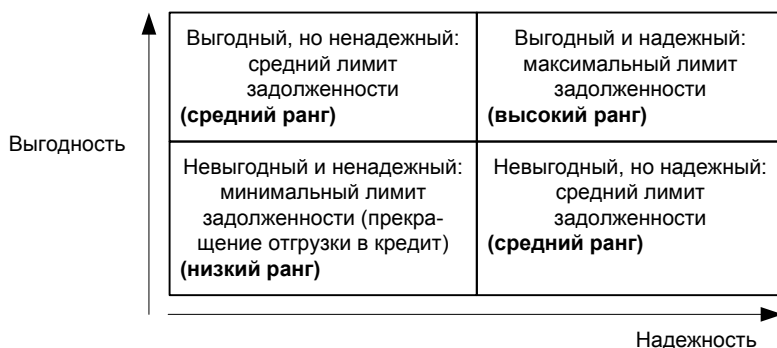 Выгодный, но ненадежный:
средний лимит
задолженности
(средний ранг)
Выгодный и надежный:
максимальный лимит
задолженности
(высокий ранг)
Выгодность
Невыгодный и ненадежный:
минимальный лимит
задолженности (прекра-
щение отгрузки в кредит)
(низкий ранг)
Невыгодный, но надежный:
средний лимит
задолженности
(средний ранг)
Надежность